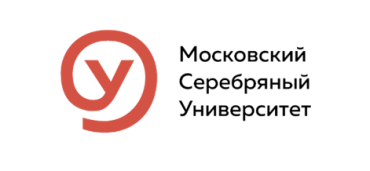 У
Московский
Серебряный
Университет